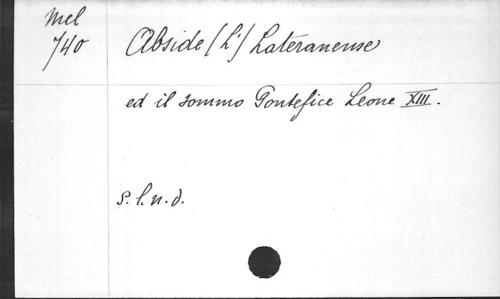 Mel
740
Abside (L') Lateranense
ed il sommo Pontefice Leone XIII.
s.l.n.d.